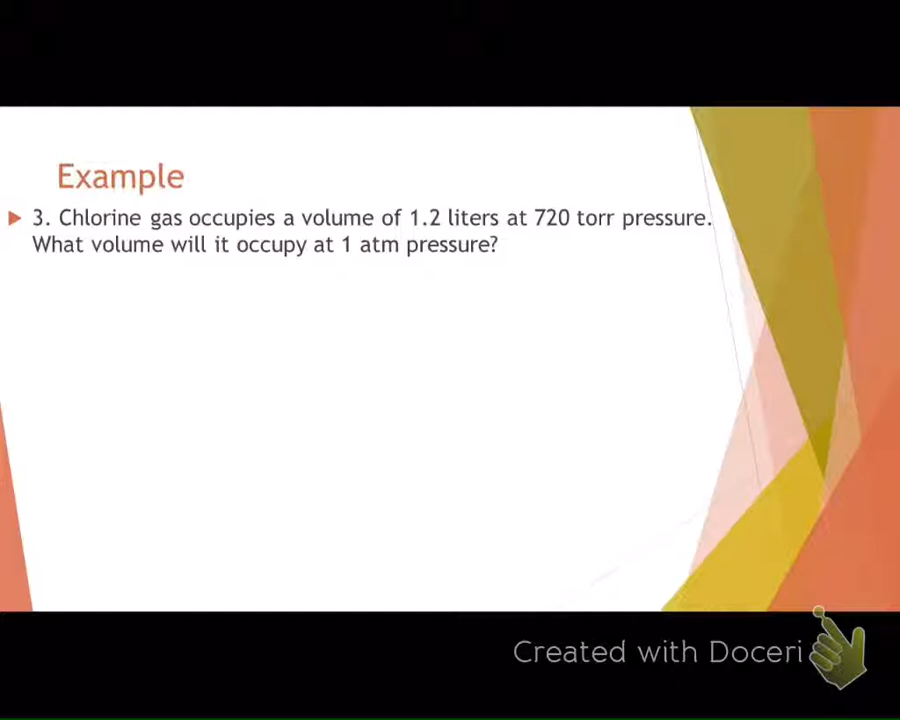 Example
3. Chlorine gas occupies a volume of 1.2 liters at 720 torr pressure.
What volume will it occupy at 1 atm pressure?
Created with Doceri